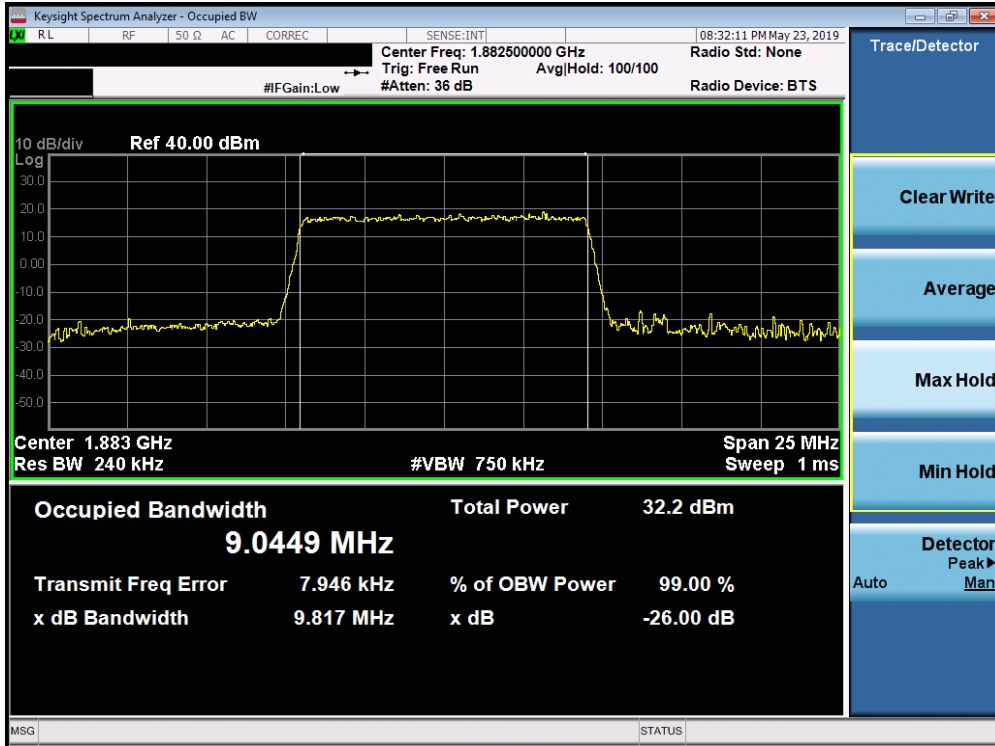 Keysight Spectrum Analyzer - Occupied BW
LXI RL RF 50 Ω AC CORREC SENSE:INT 08:32:11 PM May 23, 2019
Center Freq: 1.882500000 GHz Radio Std: None
Trig: Free Run Avg|Hold: 100/100
#IFGain:Low #Atten: 36 dB Radio Device: BTS
Trace/Detector
10 dB/div Ref 40.00 dBm
Log
30.0
20.0
10.0
0.00
-10.0
-20.0
-30.0
-40.0
-50.0
Center 1.883 GHz Span 25 MHz
Res BW 240 kHz #VBW 750 kHz Sweep 1 ms
Occupied Bandwidth Total Power 32.2 dBm
9.0449 MHz
Transmit Freq Error 7.946 kHz % of OBW Power 99.00 %
x dB Bandwidth 9.817 MHz x dB -26.00 dB
Clear Write
Average
Max Hold
Min Hold
Detector
Peak▶
Auto Man
MSG STATUS